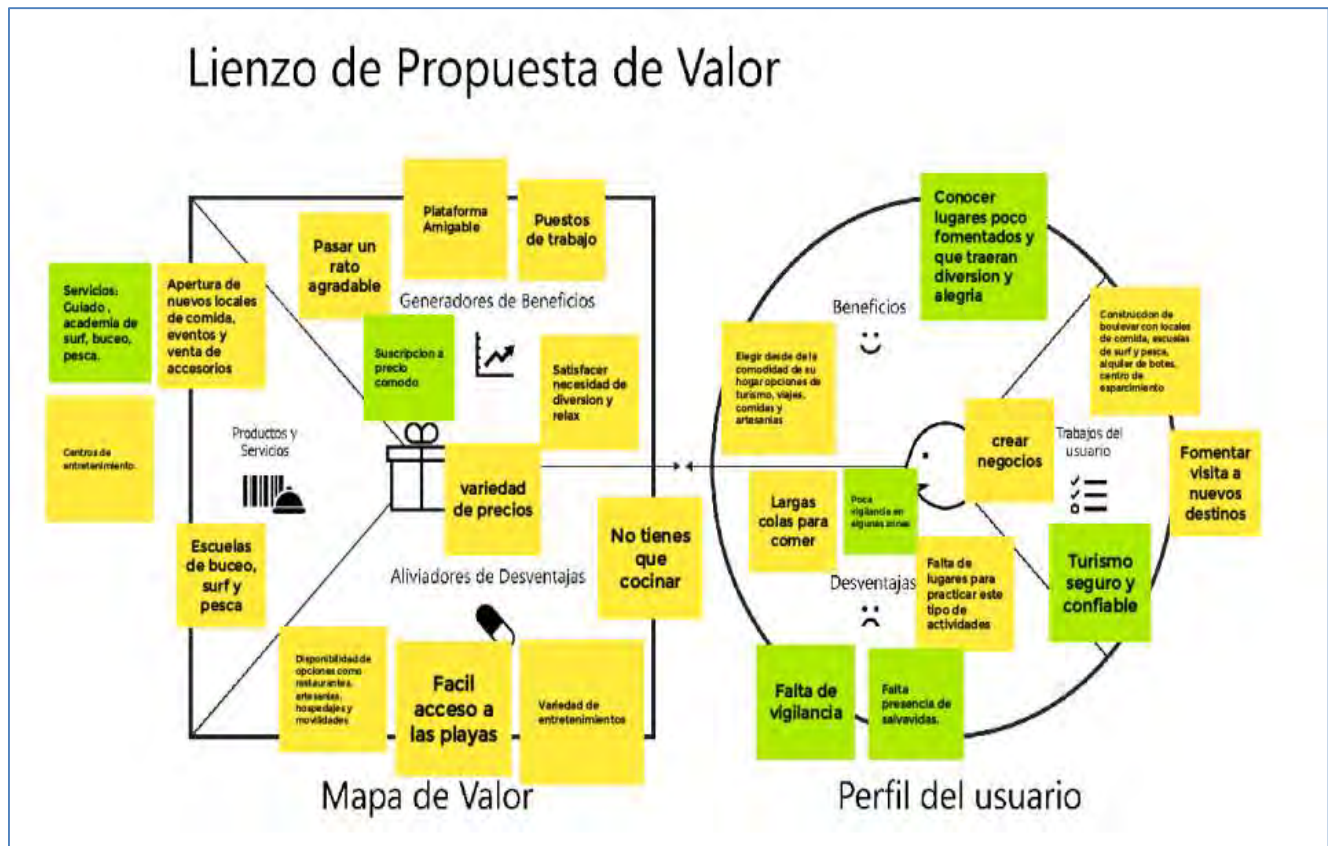 Lienzo de Propuesta de Valor
Plataforma
Amigable
Puestos
de trabajo
Pasar un
rato
agradable
Generadores de Beneficios
Servicios:
Guiado ,
academia de
surf, buceo,
pesca.
Apertura de
nuevos locales
de comida,
eventos y
venta de
accesorios
Suscripcion a
precio
comodo
Satisfacer
necesidad de
diversion y
relax
Centros de
entretenimiento.
Productos y
Servicios
variedad
de precios
No tienes
que
cocinar
Escuelas
de buceo,
surf y
pesca
Aliviadores de Desventajas
Disponibilidad de
opciones como
restaurantes,
artesanias,
hospedajes y
movilidades
Facil
acceso a
las playas
Variedad de
entretenimientos
Mapa de Valor
Conocer
lugares poco
fomentados y
que traeran
diversion y
alegria
Beneficios
Elegir desde de la
comodidad de su
hogar opciones de
turismo, viajes,
comidas y
artesanias
Construccion de
boulevar con locales
de comida, escuelas
de surf y pesca,
alquiler de botes,
centro de
esparcimiento
crear
negocios
Trabajos del
usuario
Fomentar
visita a
nuevos
destinos
Largas
colas para
comer
Poca
vigilancia en
algunas zonas
Desventajas
Falta de
lugares para
practicar este
tipo de
actividades
Turismo
seguro y
confiable
Falta de
vigilancia
Falta
presencia de
salvavidas.
Perfil del usuario